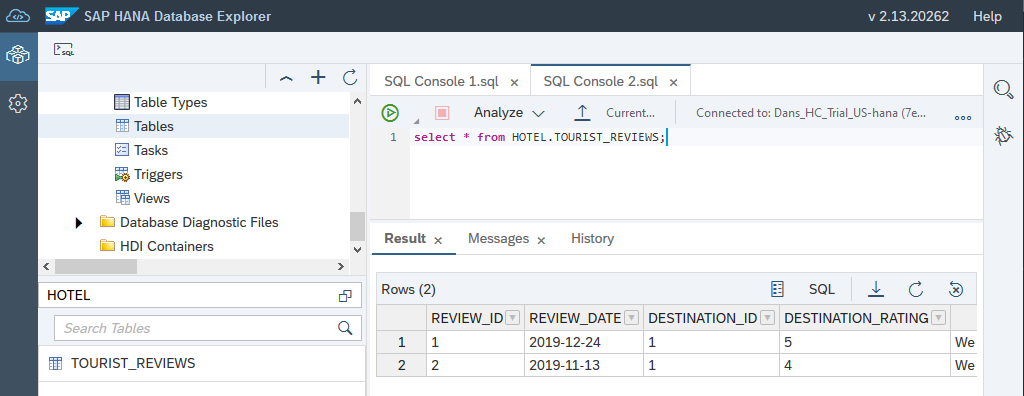 SAP SAP HANA Database Explorer v 2.13.20262 Help
SQL
SQL Console 1.sql × SQL Console 2.sql ×
Table Types
Tables
Tasks
Triggers
Views
Database Diagnostic Files
HDI Containers
HOTEL
Search Tables
TOURIST_REVIEWS
Analyze Current... Connected to: Dans_HC_Trial_US-hana (7e...
1 select * from HOTEL.TOURIST_REVIEWS;
Result × Messages × History
Rows (2) SQL
REVIEW_ID REVIEW_DATE DESTINATION_ID DESTINATION_RATING
1 1 2019-12-24 1 5 We
2 2 2019-11-13 1 4 We